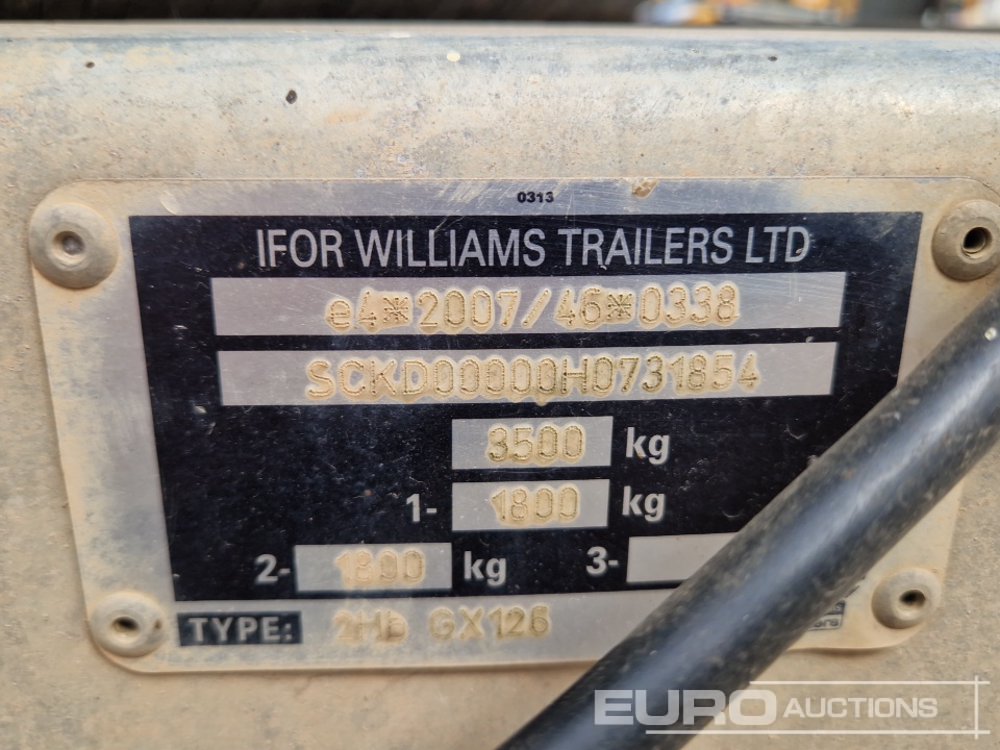 0313
IFOR WILLIAMS TRAILERS LTD
e4*2007/46*0338
SCKD00000H0731854
3500 kg
1- 1800 kg
2- 1800 kg 3-
TYPE: 2Hb GX126
EURO AUCTIONS